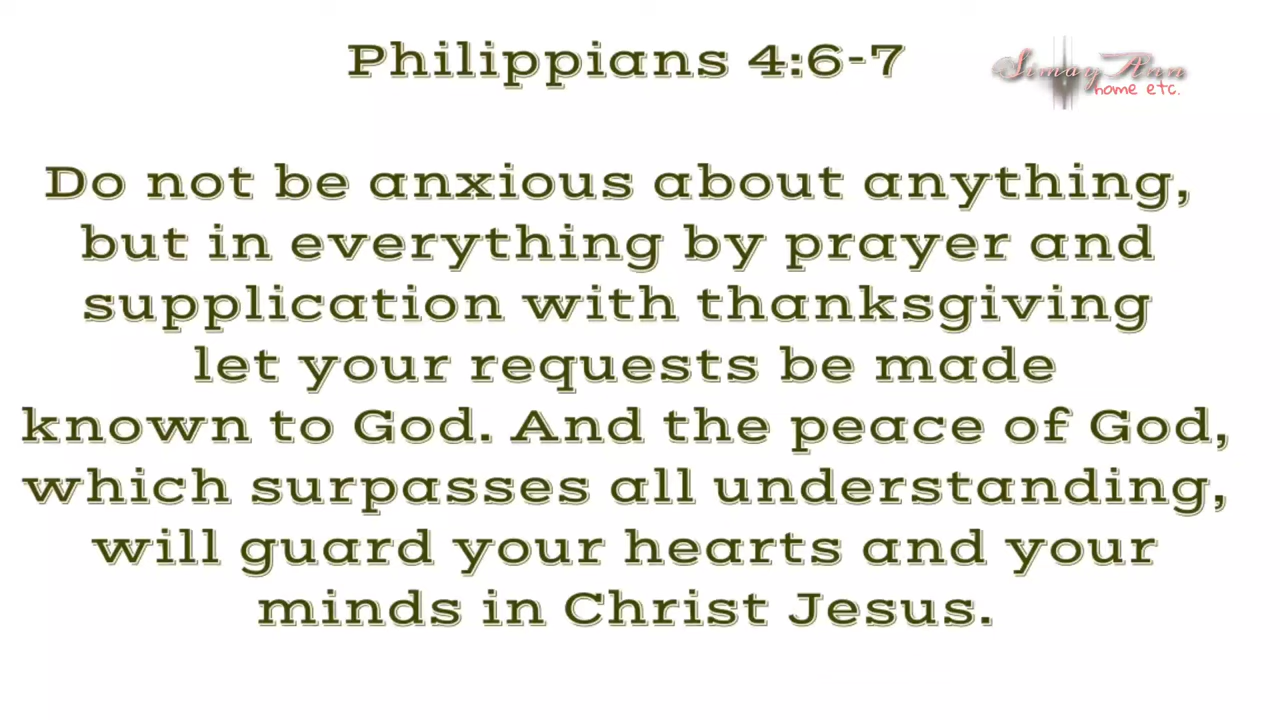 Philippians 4:6-7
Simay Ann
home etc.
Do not be anxious about anything,
but in everything by prayer and
supplication with thanksgiving
let your requests be made
known to God. And the peace of God,
which surpasses all understanding,
will guard your hearts and your
minds in Christ Jesus.